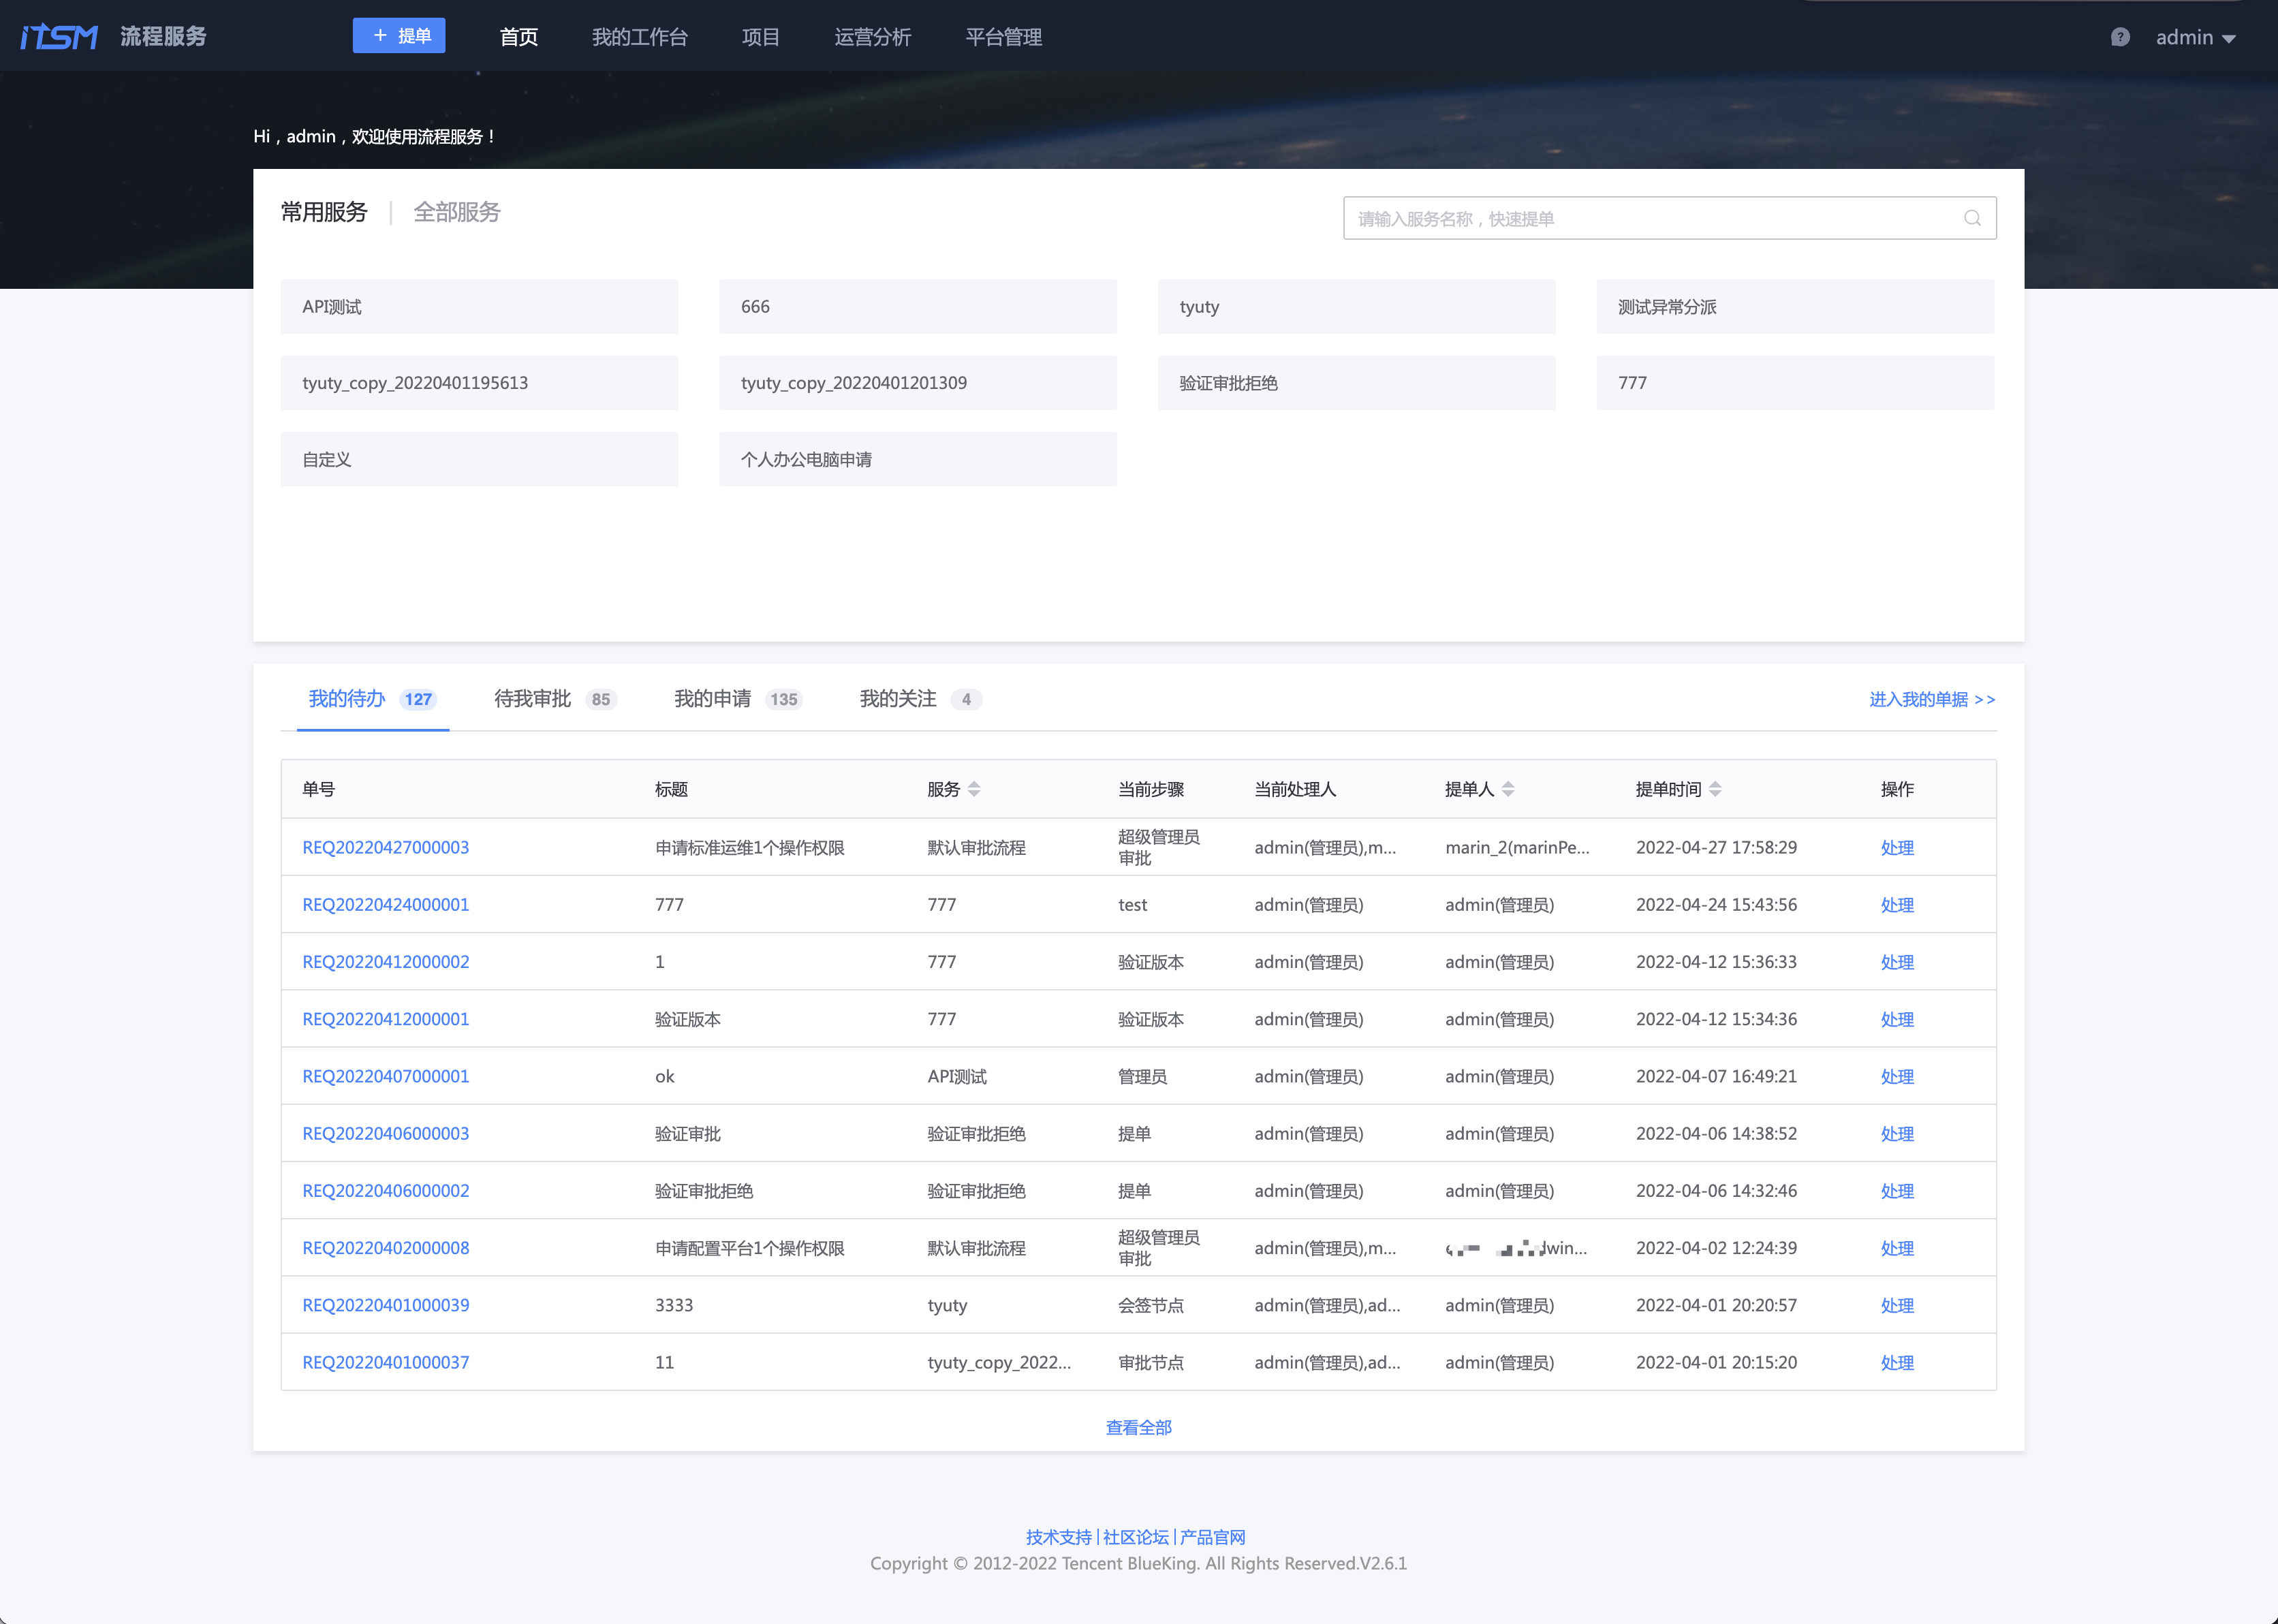 iTSM 流程服务 + 提单 首页 我的工作台 项目 运营分析 平台管理 ? admin
Hi，admin，欢迎使用流程服务！
常用服务 | 全部服务 请输入服务名称，快速提单
API测试 666 tyuty 测试异常分派
tyuty_copy_20220401195613 tyuty_copy_20220401201309 验证审批拒绝 777
自定义 个人办公电脑申请
我的待办 127 待我审批 85 我的申请 135 我的关注 4 进入我的单据 >>
单号 标题 服务 当前步骤 当前处理人 提单人 提单时间 操作
REQ20220427000003 申请标准运维1个操作权限 默认审批流程 超级管理员审批 admin(管理员),m... marin_2(marinPe... 2022-04-27 17:58:29 处理
REQ20220424000001 777 777 test admin(管理员) admin(管理员) 2022-04-24 15:43:56 处理
REQ20220412000002 1 777 验证版本 admin(管理员) admin(管理员) 2022-04-12 15:36:33 处理
REQ20220412000001 验证版本 777 验证版本 admin(管理员) admin(管理员) 2022-04-12 15:34:36 处理
REQ20220407000001 ok API测试 管理员 admin(管理员) admin(管理员) 2022-04-07 16:49:21 处理
REQ20220406000003 验证审批 验证审批拒绝 提单 admin(管理员) admin(管理员) 2022-04-06 14:38:52 处理
REQ20220406000002 验证审批拒绝 验证审批拒绝 提单 admin(管理员) admin(管理员) 2022-04-06 14:32:46 处理
REQ20220402000008 申请配置平台1个操作权限 默认审批流程 超级管理员审批 admin(管理员),m... 2022-04-02 12:24:39 处理
REQ20220401000039 3333 tyuty 会签节点 admin(管理员),ad... admin(管理员) 2022-04-01 20:20:57 处理
REQ20220401000037 11 tyuty_copy_2022... 审批节点 admin(管理员),ad... admin(管理员) 2022-04-01 20:15:20 处理
查看全部
技术支持 | 社区论坛 | 产品官网
Copyright © 2012-2022 Tencent BlueKing. All Rights Reserved.V2.6.1